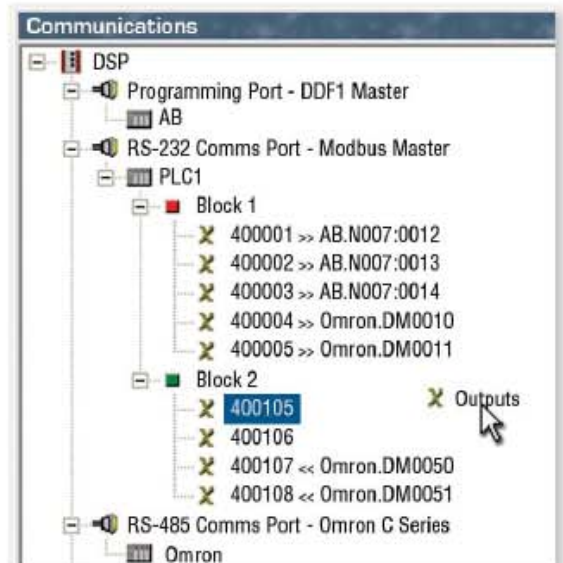 Communications
DSP
Programming Port - DDF1 Master
AB
RS-232 Comms Port - Modbus Master
PLC1
Block 1
400001 >> AB.N007:0012
400002 >> AB.N007:0013
400003 >> AB.N007:0014
400004 >> Omron.DM0010
400005 >> Omron.DM0011
Block 2
400105
Outputs
400106
400107 << Omron.DM0050
400108 << Omron.DM0051
RS-485 Comms Port - Omron C Series
Omron